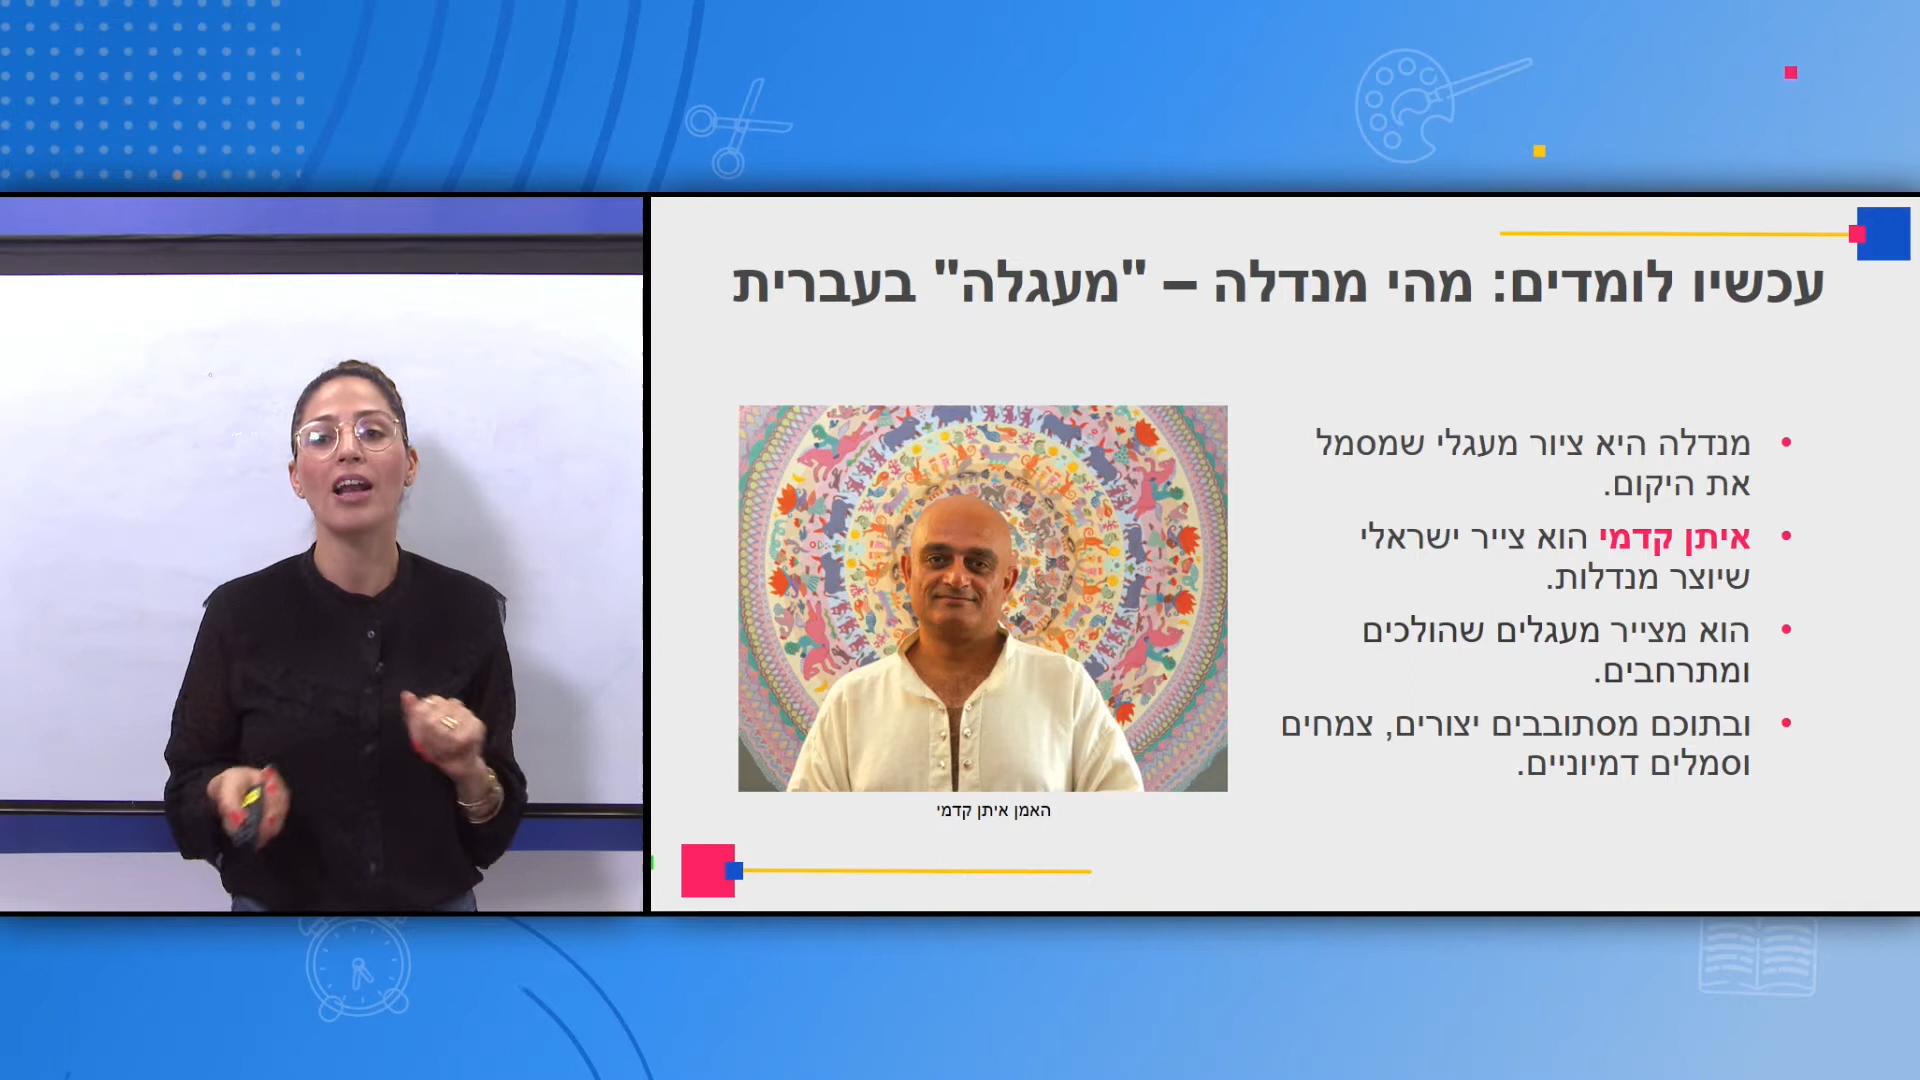 עכשיו לומדים: מהי מנדלה – "מעגלה" בעברית
מנדלה היא ציור מעגלי שמסמל
את היקום.
איתן קדמי הוא צייר ישראלי
שיוצר מנדלות.
הוא מצייר מעגלים שהולכים
ומתרחבים.
ובתוכם מסתובבים יצורים, צמחים
וסמלים דמיוניים.
האמן איתן קדמי